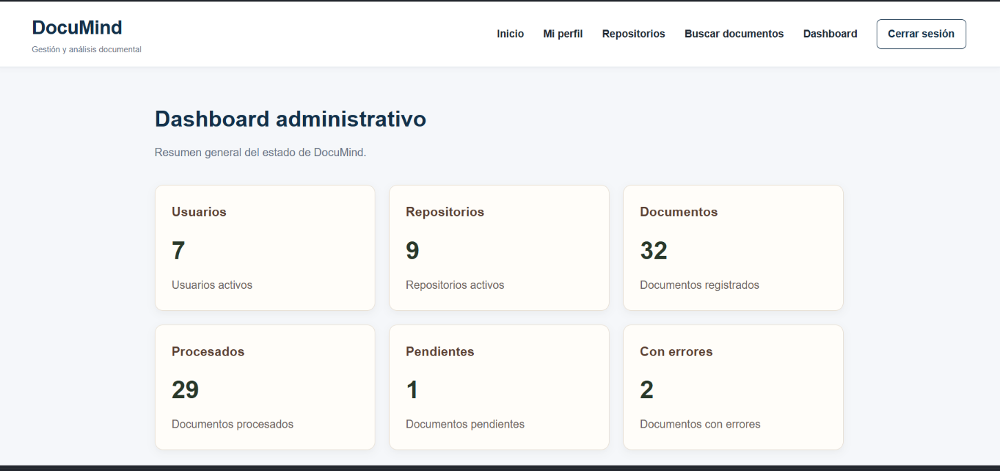 DocuMind
Gestión y análisis documental
Inicio Mi perfil Repositorios Buscar documentos Dashboard Cerrar sesión
Dashboard administrativo
Resumen general del estado de DocuMind.
Usuarios
7
Usuarios activos
Repositorios
9
Repositorios activos
Documentos
32
Documentos registrados
Procesados
29
Documentos procesados
Pendientes
1
Documentos pendientes
Con errores
2
Documentos con errores